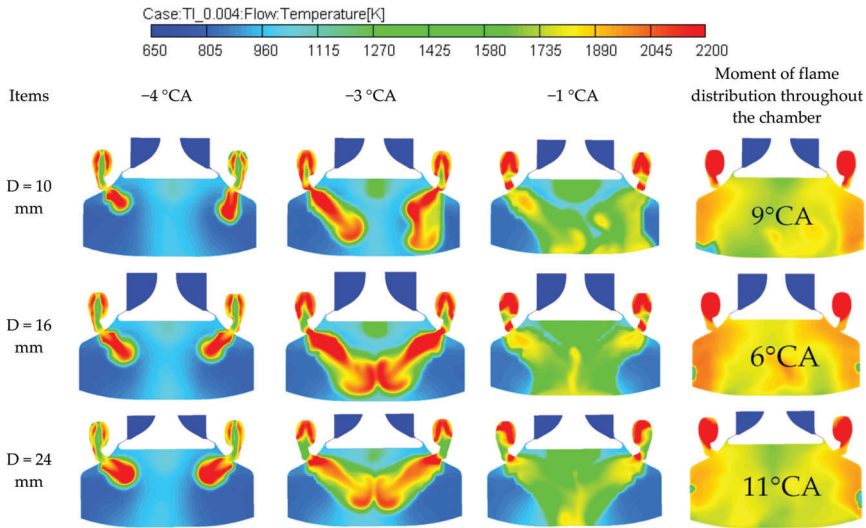 Case:TI_0.004:Flow:Temperature[K]
650 805 960 1115 1270 1425 1580 1735 1890 2045 2200
Items −4 °CA −3 °CA −1 °CA Moment of flame
distribution throughout
the chamber
D = 10
mm
9°CA
D = 16
mm
6°CA
D = 24
mm
11°CA